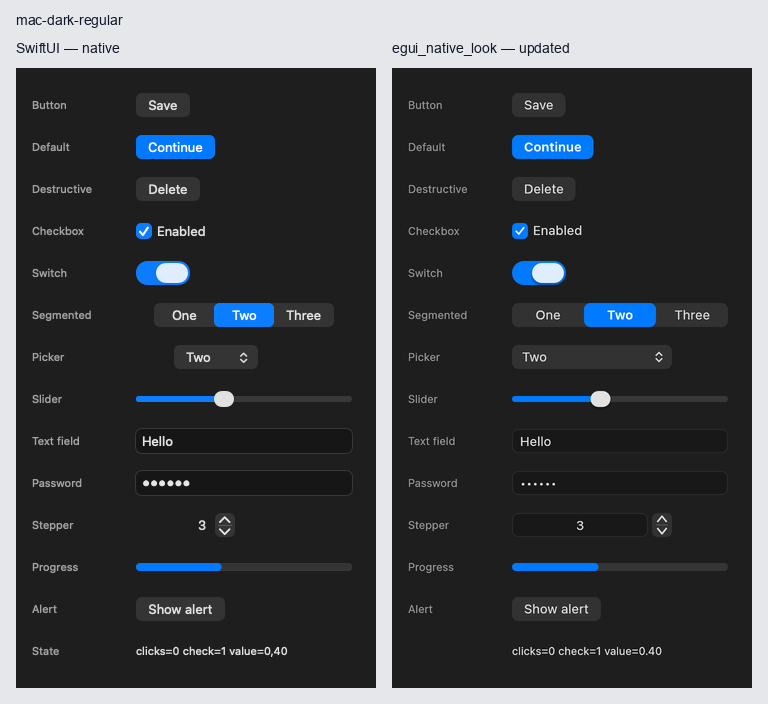 mac-dark-regular
SwiftUI — native
Button Save
Default Continue
Destructive Delete
Checkbox Enabled
Switch
Segmented One Two Three
Picker Two
Slider
Text field Hello
Password ●●●●●●
Stepper 3
Progress
Alert Show alert
State clicks=0 check=1 value=0,40
egui_native_look — updated
Button Save
Default Continue
Destructive Delete
Checkbox Enabled
Switch
Segmented One Two Three
Picker Two
Slider
Text field Hello
Password ••••••
Stepper 3
Progress
Alert Show alert
clicks=0 check=1 value=0.40